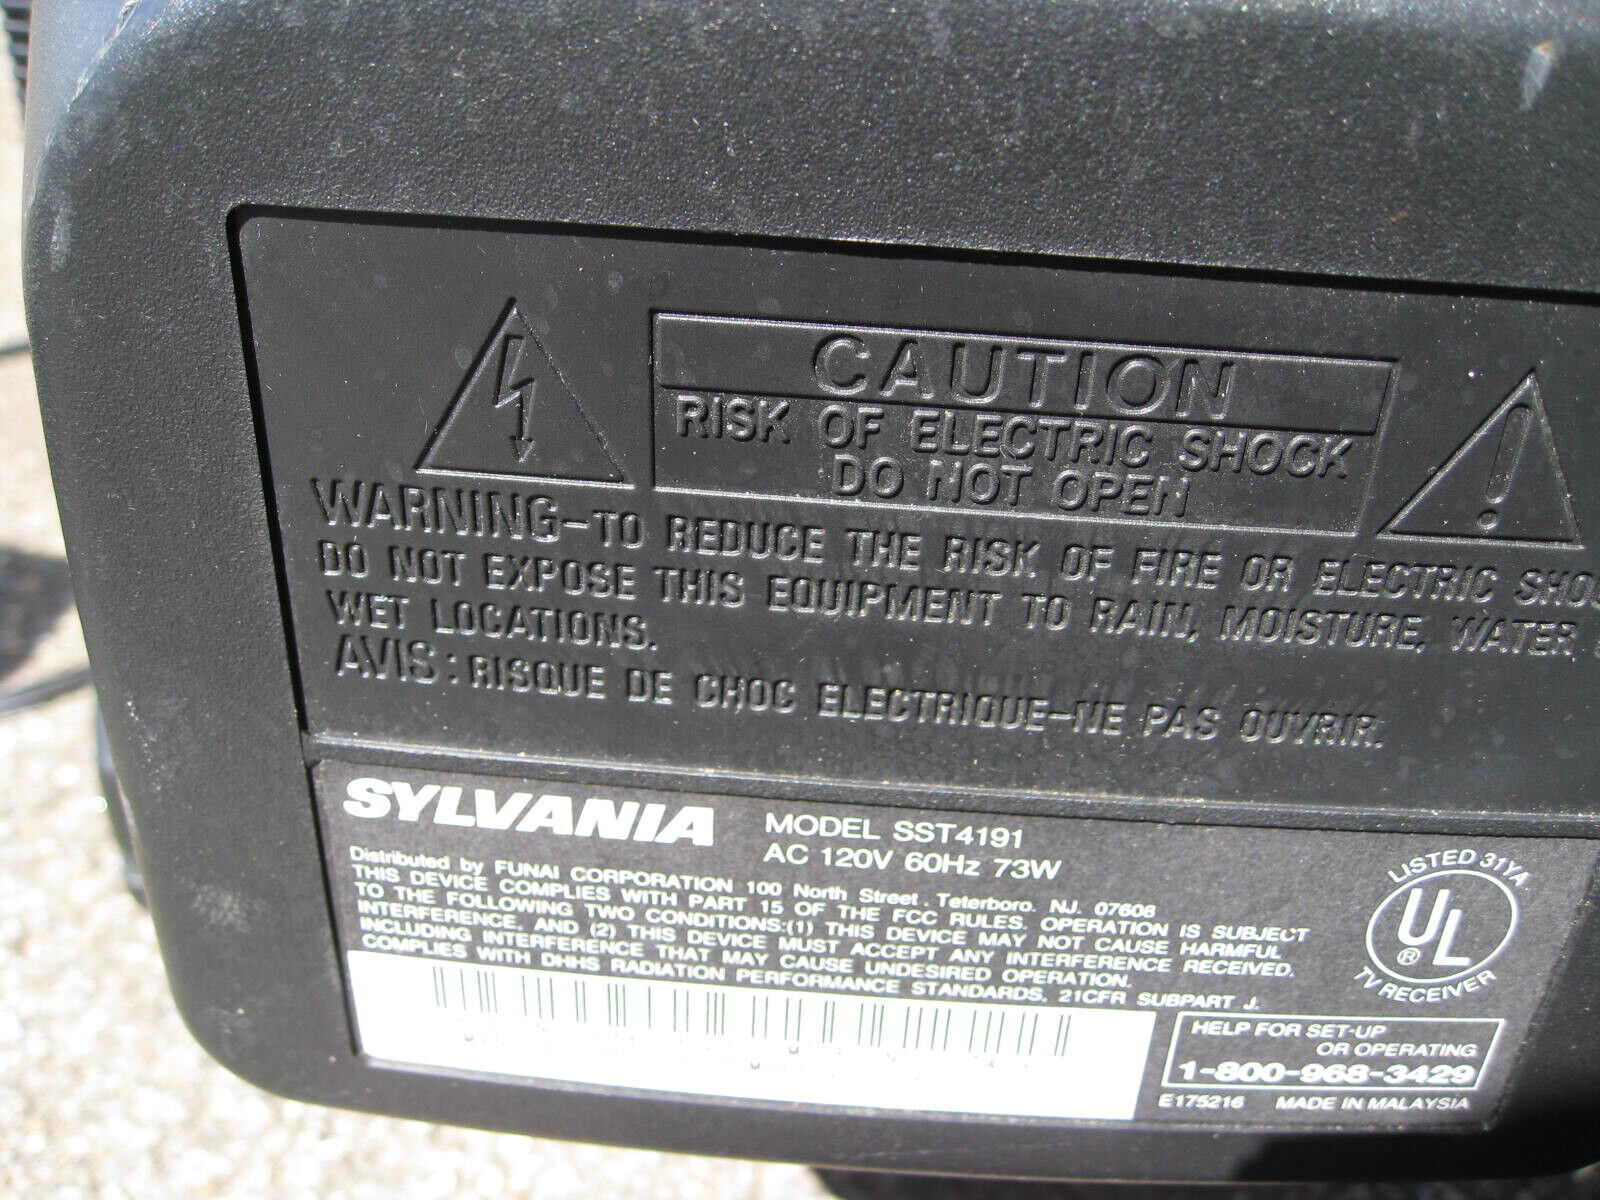 CAUTION
RISK OF ELECTRIC SHOCK
DO NOT OPEN
WARNING-TO REDUCE THE RISK OF FIRE OR ELECTRIC SHO
DO NOT EXPOSE THIS EQUIPMENT TO RAIN, MOISTURE, WATER
WET LOCATIONS.
AVIS: RISQUE DE CHOC ELECTRIQUE-NE PAS OUVRIR.
SYLVANIA
MODEL SST4191
AC 120V 60Hz 73W
Distributed by FUNAI CORPORATION 100 North Street . Teterboro. NJ. 07608
THIS DEVICE COMPLIES WITH PART 15 OF THE FCC RULES. OPERATION IS SUBJECT
TO THE FOLLOWING TWO CONDITIONS:(1) THIS DEVICE MAY NOT CAUSE HARMFUL
INTERFERENCE, AND (2) THIS DEVICE MUST ACCEPT ANY INTERFERENCE RECEIVED.
INCLUDING INTERFERENCE THAT MAY CAUSE UNDESIRED OPERATION.
COMPLIES WITH DHHS RADIATION PERFORMANCE STANDARDS, 21CFR SUBPART J.
LISTED 31YA
UL ®
TV RECEIVER
HELP FOR SET-UP
OR OPERATING
1-800-968-3429
E175216 MADE IN MALAYSIA